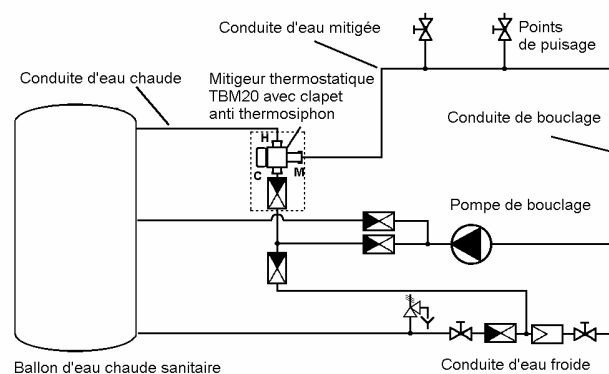 Conduite d'eau mitigée
Points
de puisage
Conduite d'eau chaude
Mitigeur thermostatique
TBM20 avec clapet
anti thermosiphon
Conduite de bouclage
H
C
M
Pompe de bouclage
Ballon d'eau chaude sanitaire
Conduite d'eau froide